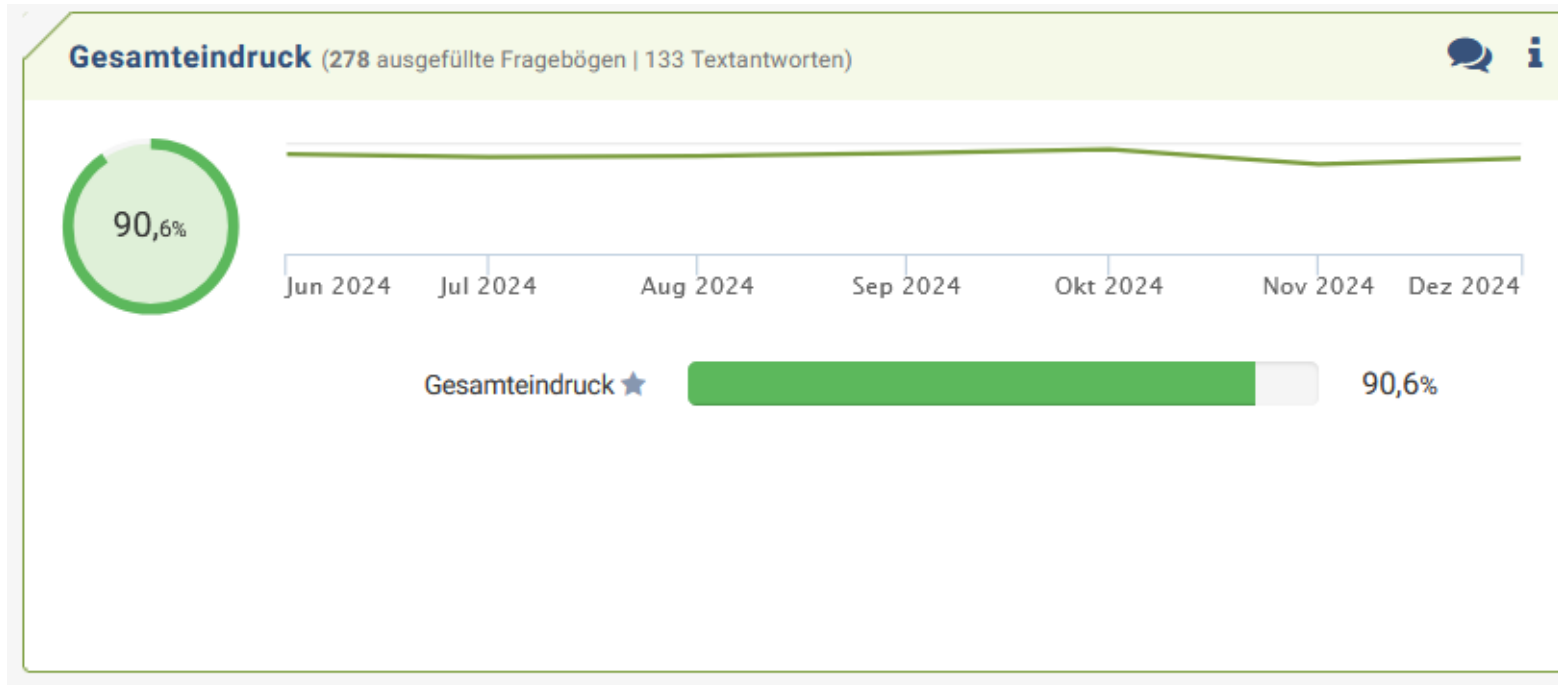 Gesamteindruck (278 ausgefüllte Fragebögen | 133 Textantworten)
90,6%
Jun 2024 Jul 2024 Aug 2024 Sep 2024 Okt 2024 Nov 2024 Dez 2024
Gesamteindruck 90,6%